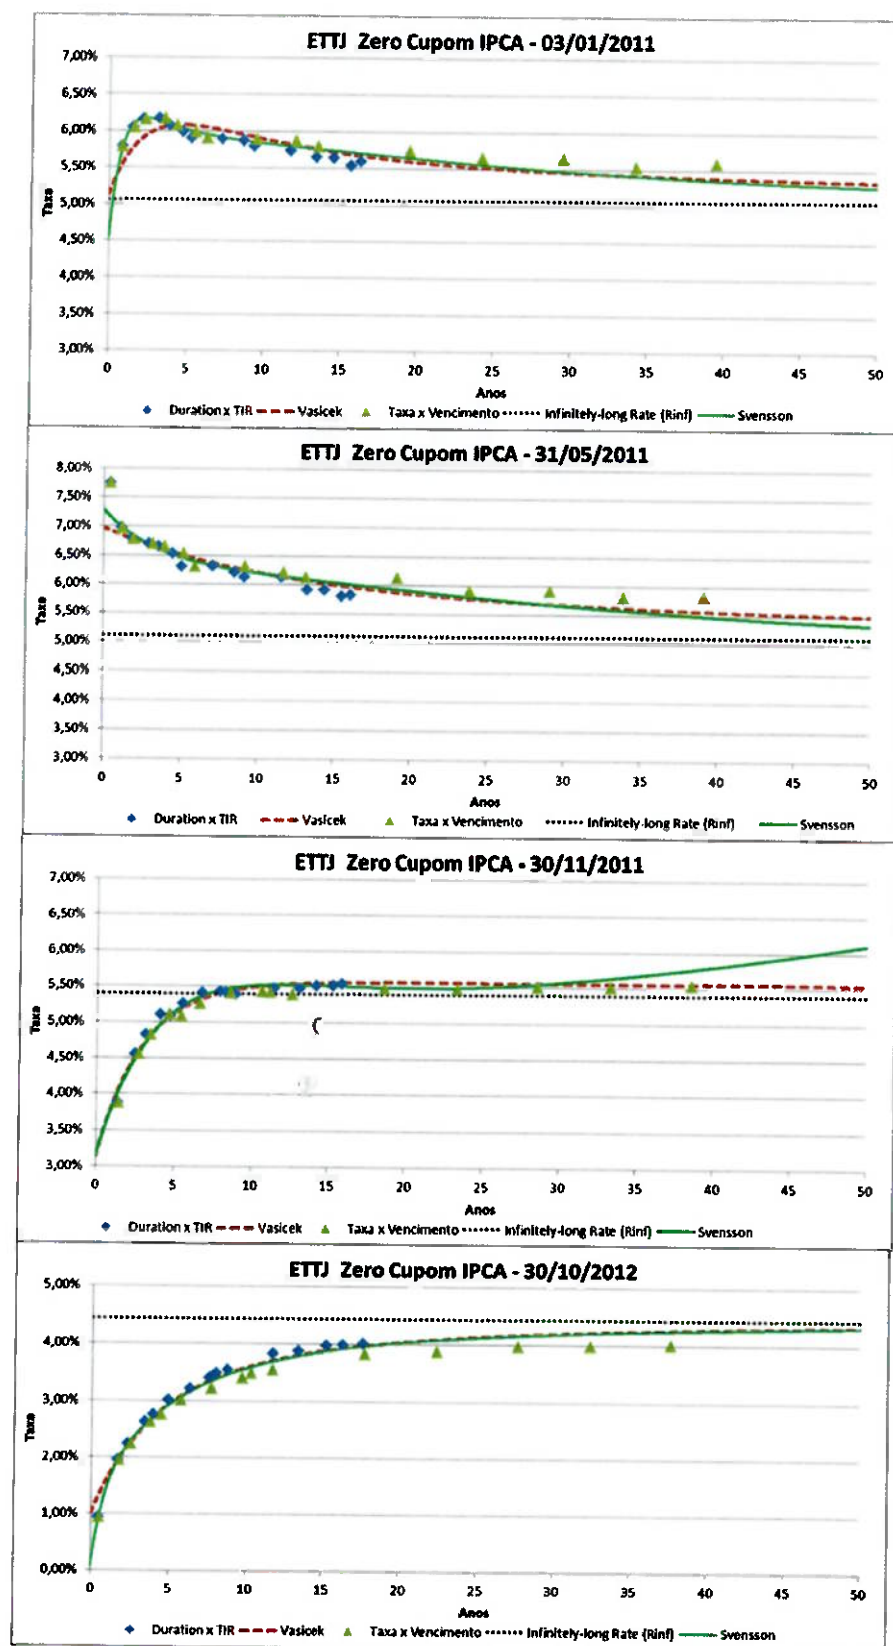 ETTJ Zero Cupom IPCA - 03/01/2011
7,00%
6,50%
6,00%
5,50%
5,00%
4,50%
4,00%
3,50%
3,00%
Taxa
0 5 10 15 20 25 30 35 40 45 50
Anos
Duration x TIR Vasicek Taxa x Vencimento Infinitely-long Rate (Rinf) Svensson
ETTJ Zero Cupom IPCA - 31/05/2011
8,00%
7,50%
7,00%
6,50%
6,00%
5,50%
5,00%
4,50%
4,00%
3,50%
3,00%
Taxa
0 5 10 15 20 25 30 35 40 45 50
Anos
Duration x TIR Vasicek Taxa x Vencimento Infinitely-long Rate (Rinf) Svensson
ETTJ Zero Cupom IPCA - 30/11/2011
7,00%
6,50%
6,00%
5,50%
5,00%
4,50%
4,00%
3,50%
3,00%
Taxa
0 5 10 15 20 25 30 35 40 45 50
Anos
Duration x TIR Vasicek Taxa x Vencimento Infinitely-long Rate (Rinf) Svensson
ETTJ Zero Cupom IPCA - 30/10/2012
5,00%
4,00%
3,00%
2,00%
1,00%
0,00%
Taxa
0 5 10 15 20 25 30 35 40 45 50
Anos
Duration x TIR Vasicek Taxa x Vencimento Infinitely-long Rate (Rinf) Svensson